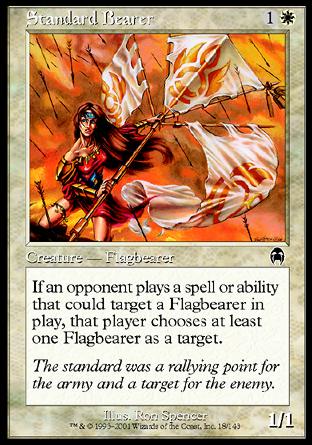 Standard Bearer 1
Creature — Flagbearer
If an opponent plays a spell or ability
that could target a Flagbearer in
play, that player chooses at least
one Flagbearer as a target.
The standard was a rallying point for
the army and a target for the enemy.
Illus. Ron Spencer
1/1
™ & © 1993-2001 Wizards of the Coast, Inc. 18/143